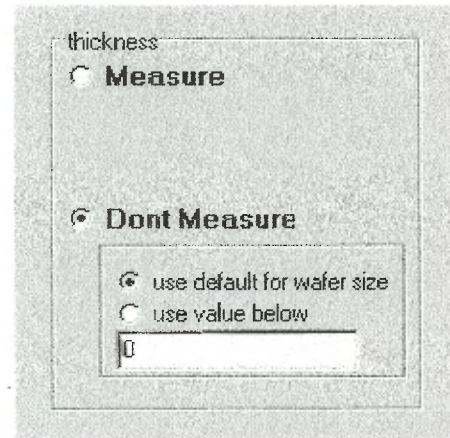 thickness
Measure
Dont Measure
use default for wafer size
use value below
0